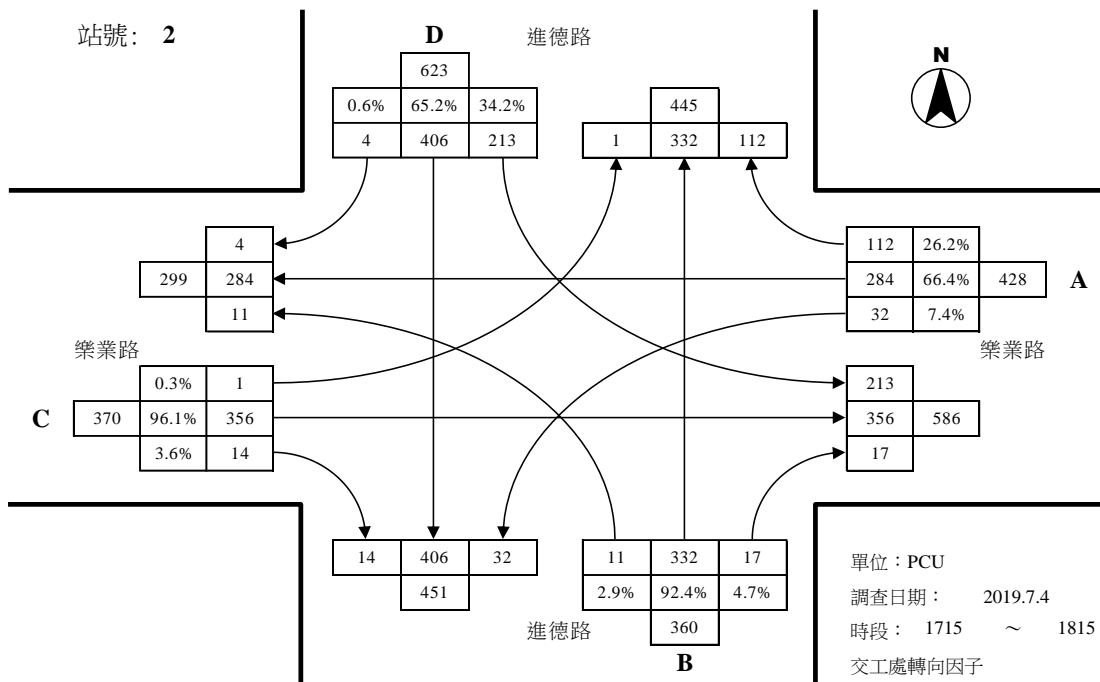 站號: 2
D
進德路
N
623
0.6% 65.2% 34.2%
4 406 213
445
1 332 112
4
299 284
11
112 26.2%
284 66.4% 428
32 7.4%
A
樂業路
樂業路
C
0.3% 1
370 96.1% 356
3.6% 14
213
356 586
17
14 406 32
451
11 332 17
2.9% 92.4% 4.7%
360
進德路
B
單位：PCU
調查日期： 2019.7.4
時段： 1715 ～ 1815
交工處轉向因子